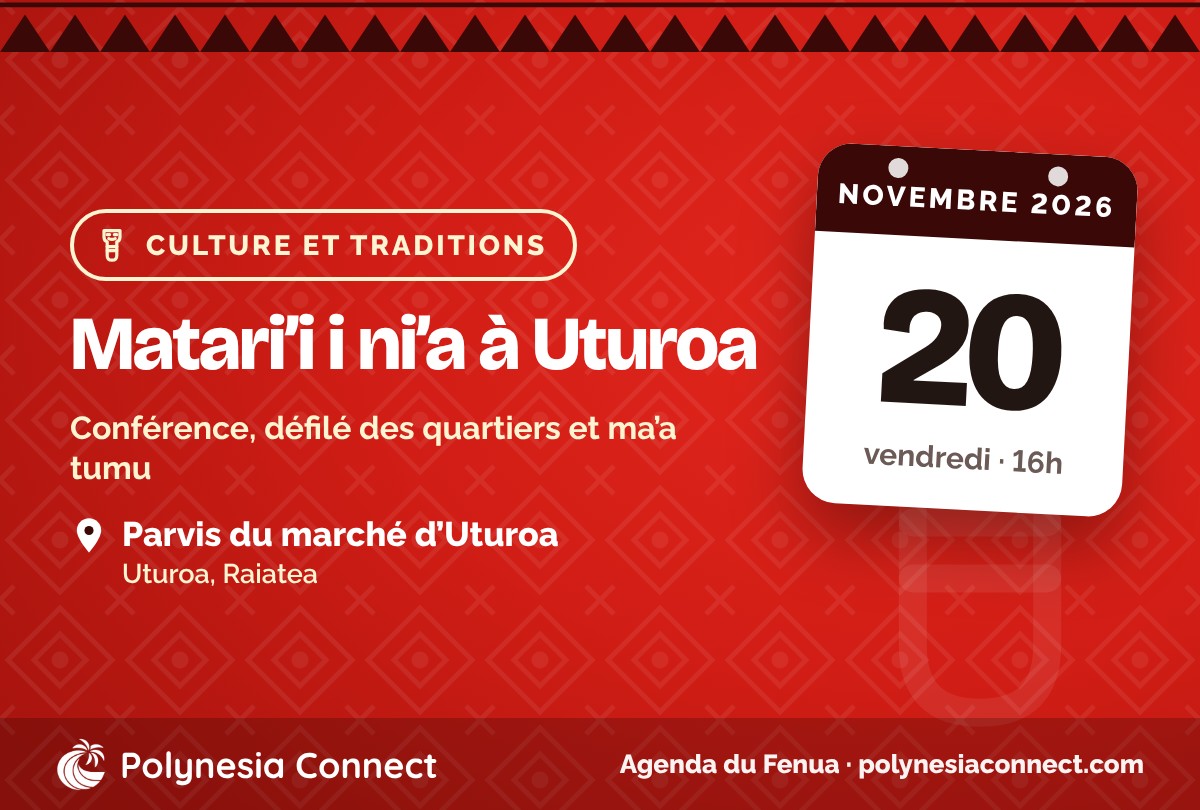 CULTURE ET TRADITIONS
Matari’i i ni’a à Uturoa
Conférence, défilé des quartiers et ma’a
tumu
Parvis du marché d’Uturoa
Uturoa, Raiatea
NOVEMBRE 2026
20
vendredi · 16h
Polynesia Connect
Agenda du Fenua · polynesiaconnect.com